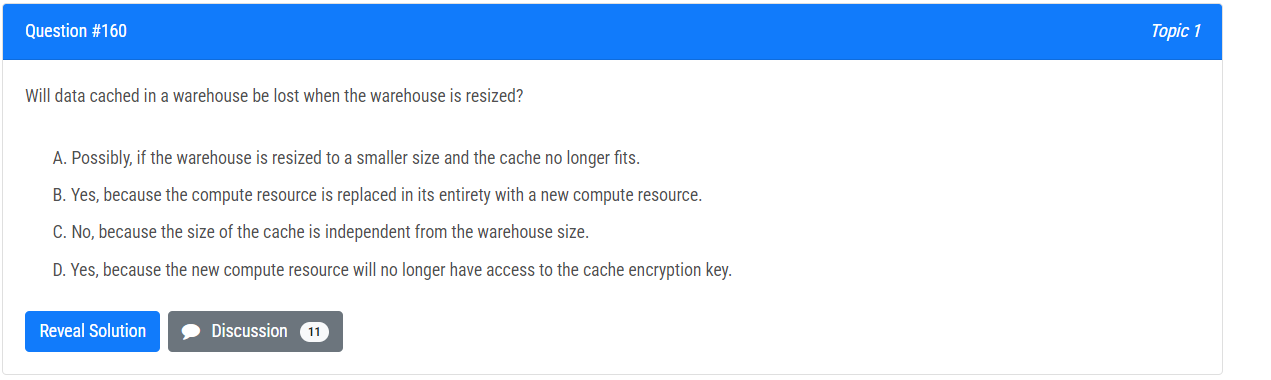 Question #160
Topic 1
Will data cached in a warehouse be lost when the warehouse is resized?
A. Possibly, if the warehouse is resized to a smaller size and the cache no longer fits.
B. Yes, because the compute resource is replaced in its entirety with a new compute resource.
C. No, because the size of the cache is independent from the warehouse size.
D. Yes, because the new compute resource will no longer have access to the cache encryption key.
Reveal Solution
Discussion 11